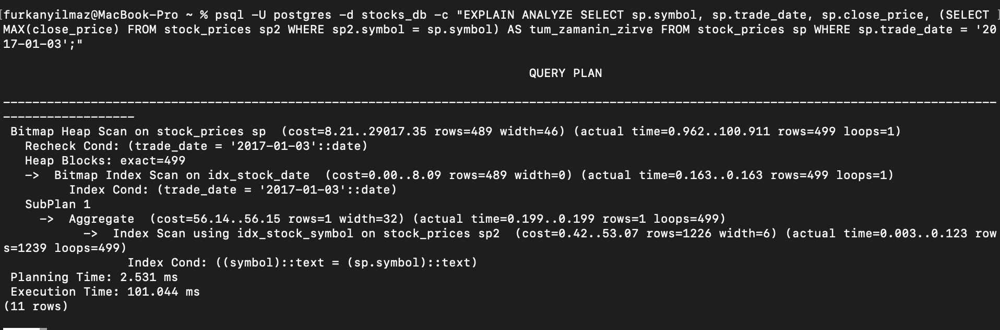 furkanyilmaz@MacBook-Pro ~ % psql -U postgres -d stocks_db -c "EXPLAIN ANALYZE SELECT sp.symbol, sp.trade_date, sp.close_price, (SELECT
MAX(close_price) FROM stock_prices sp2 WHERE sp2.symbol = sp.symbol) AS tum_zamanin_zirve FROM stock_prices sp WHERE sp.trade_date = '20
17-01-03';"
QUERY PLAN
----------------------------------------------------------------------------------------------------------------------------------------
------------------
Bitmap Heap Scan on stock_prices sp  (cost=8.21..29017.35 rows=489 width=46) (actual time=0.962..100.911 rows=499 loops=1)
Recheck Cond: (trade_date = '2017-01-03'::date)
Heap Blocks: exact=499
->  Bitmap Index Scan on idx_stock_date  (cost=0.00..8.09 rows=489 width=0) (actual time=0.163..0.163 rows=499 loops=1)
Index Cond: (trade_date = '2017-01-03'::date)
SubPlan 1
->  Aggregate  (cost=56.14..56.15 rows=1 width=32) (actual time=0.199..0.199 rows=1 loops=499)
->  Index Scan using idx_stock_symbol on stock_prices sp2  (cost=0.42..53.07 rows=1226 width=6) (actual time=0.003..0.123 row
s=1239 loops=499)
Index Cond: ((symbol)::text = (sp.symbol)::text)
Planning Time: 2.531 ms
Execution Time: 101.044 ms
(11 rows)